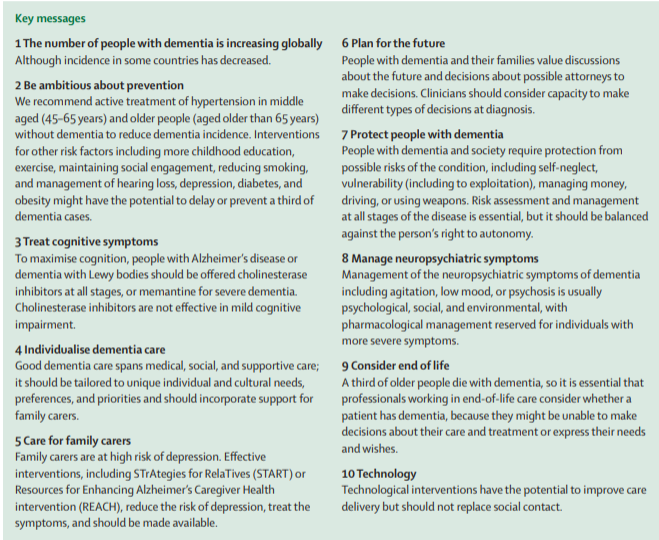 Key messages
1 The number of people with dementia is increasing globally
Although incidence in some countries has decreased.
2 Be ambitious about prevention
We recommend active treatment of hypertension in middle
aged (45–65 years) and older people (aged older than 65 years)
without dementia to reduce dementia incidence. Interventions
for other risk factors including more childhood education,
exercise, maintaining social engagement, reducing smoking,
and management of hearing loss, depression, diabetes, and
obesity might have the potential to delay or prevent a third of
dementia cases.
3 Treat cognitive symptoms
To maximise cognition, people with Alzheimer's disease or
dementia with Lewy bodies should be offered cholinesterase
inhibitors at all stages, or memantine for severe dementia.
Cholinesterase inhibitors are not effective in mild cognitive
impairment.
4 Individualise dementia care
Good dementia care spans medical, social, and supportive care;
it should be tailored to unique individual and cultural needs,
preferences, and priorities and should incorporate support for
family carers.
5 Care for family carers
Family carers are at high risk of depression. Effective
interventions, including STrAtegies for RelaTives (START) or
Resources for Enhancing Alzheimer's Caregiver Health
intervention (REACH), reduce the risk of depression, treat the
symptoms, and should be made available.
6 Plan for the future
People with dementia and their families value discussions
about the future and decisions about possible attorneys to
make decisions. Clinicians should consider capacity to make
different types of decisions at diagnosis.
7 Protect people with dementia
People with dementia and society require protection from
possible risks of the condition, including self-neglect,
vulnerability (including to exploitation), managing money,
driving, or using weapons. Risk assessment and management
at all stages of the disease is essential, but it should be balanced
against the person's right to autonomy.
8 Manage neuropsychiatric symptoms
Management of the neuropsychiatric symptoms of dementia
including agitation, low mood, or psychosis is usually
psychological, social, and environmental, with
pharmacological management reserved for individuals with
more severe symptoms.
9 Consider end of life
A third of older people die with dementia, so it is essential that
professionals working in end-of-life care consider whether a
patient has dementia, because they might be unable to make
decisions about their care and treatment or express their needs
and wishes.
10 Technology
Technological interventions have the potential to improve care
delivery but should not replace social contact.